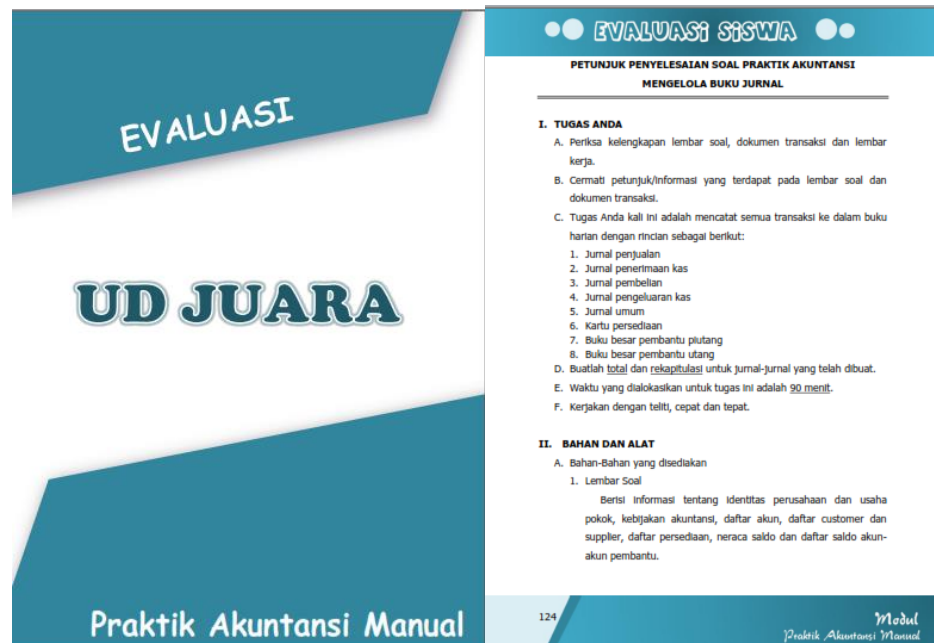 EVALUASI
UD JUARA
Praktik Akuntansi Manual
EVALUASI SISWA
PETUNJUK PENYELESAIAN SOAL PRAKTIK AKUNTANSI
MENGELOLA BUKU JURNAL
I. TUGAS ANDA
A. Periksa kelengkapan lembar soal, dokumen transaksi dan lembar
kerja.
B. Cermati petunjuk/informasi yang terdapat pada lembar soal dan
dokumen transaksi.
C. Tugas Anda kali ini adalah mencatat semua transaksi ke dalam buku
harian dengan rincian sebagai berikut:
1. Jurnal penjualan
2. Jurnal penerimaan kas
3. Jurnal pembelian
4. Jurnal pengeluaran kas
5. Jurnal umum
6. Kartu persediaan
7. Buku besar pembantu piutang
8. Buku besar pembantu utang
D. Buatlah total dan rekapitulasi untuk jurnal-jurnal yang telah dibuat.
E. Waktu yang dialokasikan untuk tugas ini adalah 90 menit.
F. Kerjakan dengan teliti, cepat dan tepat.
II. BAHAN DAN ALAT
A. Bahan-Bahan yang disediakan
1. Lembar Soal
Berisi informasi tentang identitas perusahaan dan usaha
pokok, kebijakan akuntansi, daftar akun, daftar customer dan
supplier, daftar persediaan, neraca saldo dan daftar saldo akun-
akun pembantu.
124
Modul
Praktik Akuntansi Manual